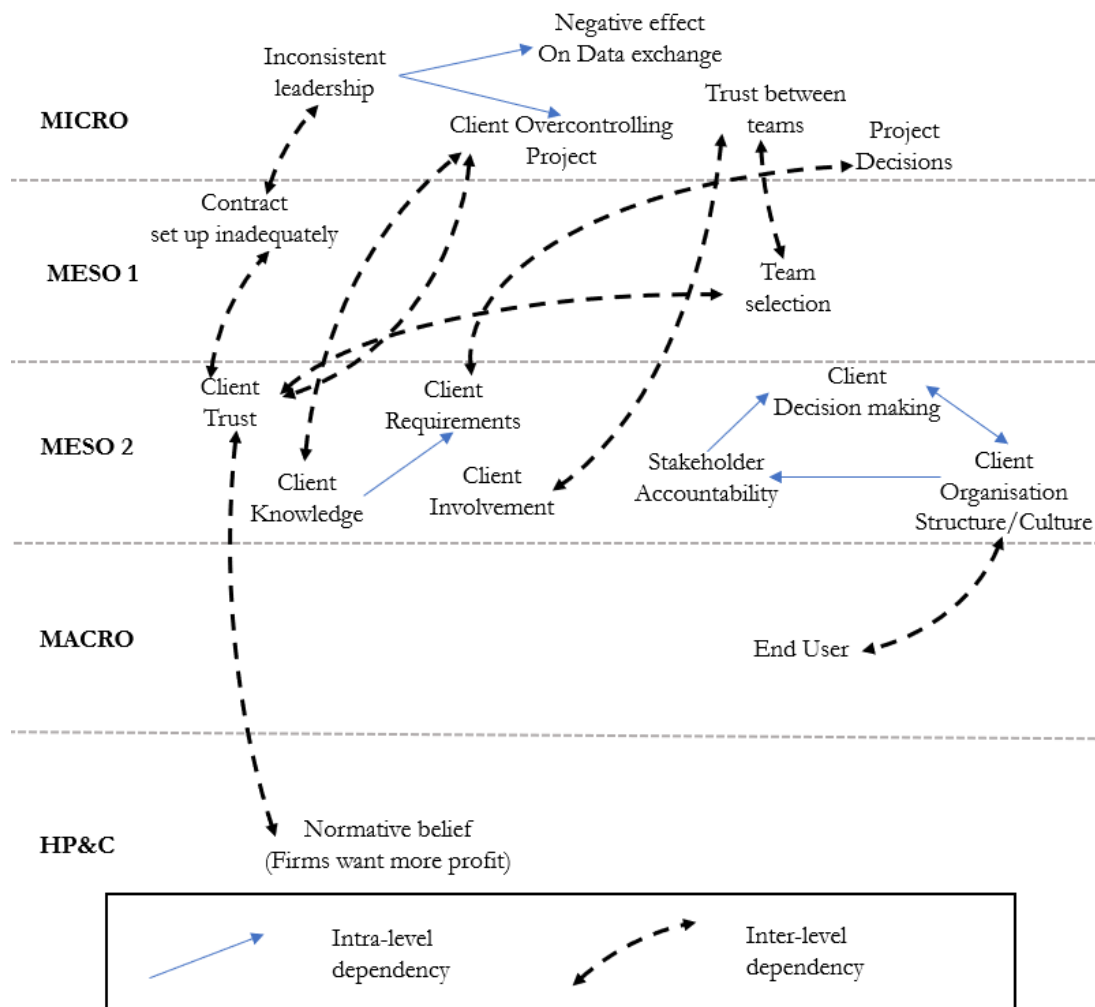 Negative effect
On Data exchange
Inconsistent
leadership
Trust between
teams
MICRO
Client Overcontrolling
Project
Project
Decisions
Contract
set up inadequately
MESO 1
Team
selection
Client
Trust
Client
Requirements
Client
Decision making
MESO 2
Client
Knowledge
Client
Involvement
Stakeholder
Accountability
Client
Organisation
Structure/Culture
MACRO
End User
HP&C
Normative belief
(Firms want more profit)
Intra-level
dependency
Inter-level
dependency